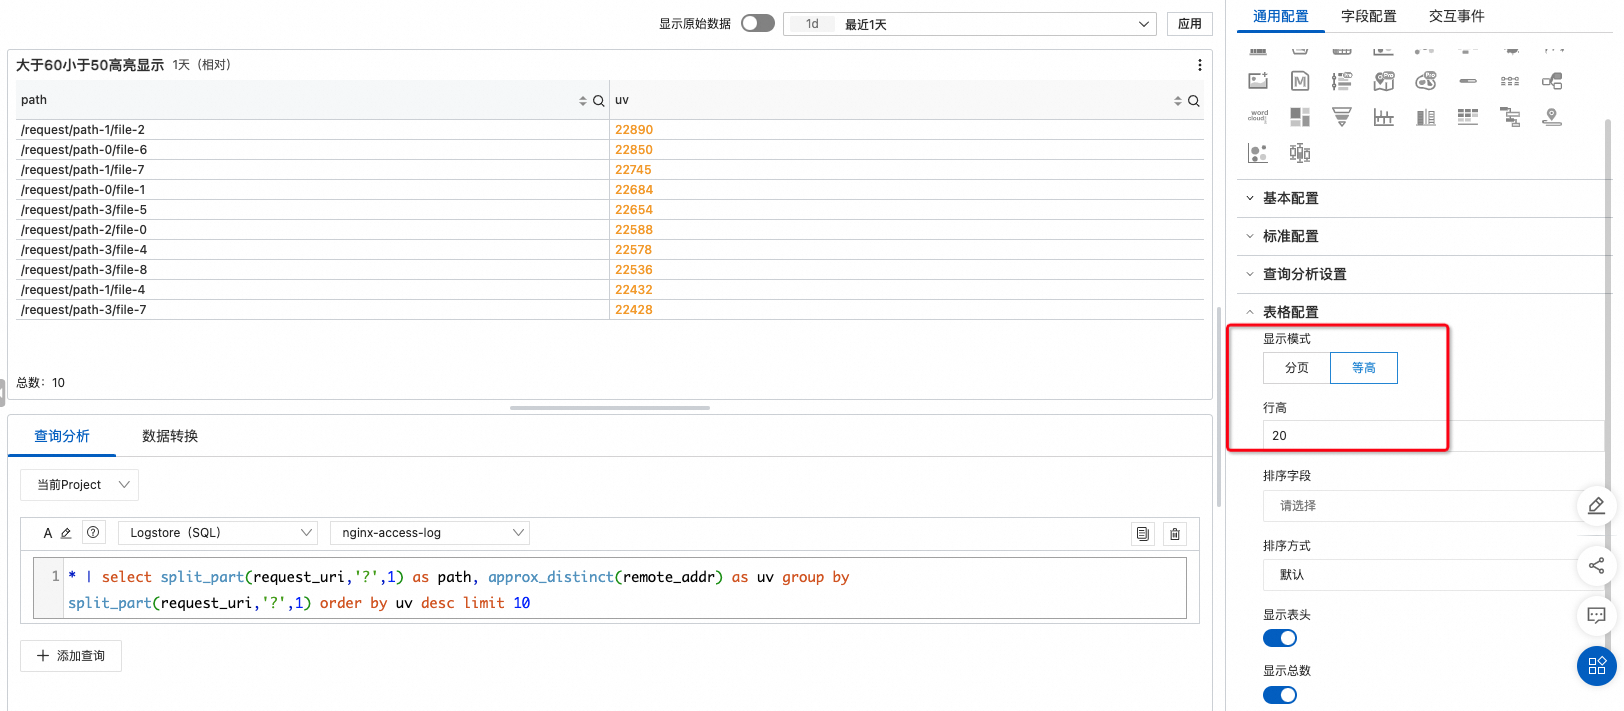 显示原始数据 1d 最近1天 应用
通用配置 字段配置 交互事件
大于60小于50高亮显示 1天（相对）
path uv
/request/path-1/file-2 22890
/request/path-0/file-6 22850
/request/path-1/file-7 22745
/request/path-0/file-1 22684
/request/path-3/file-5 22654
/request/path-2/file-0 22588
/request/path-3/file-4 22578
/request/path-3/file-8 22536
/request/path-1/file-4 22432
/request/path-3/file-7 22428
总数：10
查询分析 数据转换
当前Project
A Logstore（SQL） nginx-access-log
1 * | select split_part(request_uri,'?',1) as path, approx_distinct(remote_addr) as uv group by
split_part(request_uri,'?',1) order by uv desc limit 10
添加查询
M Pro Pro Pro
word
cloud
基本配置
标准配置
查询分析设置
表格配置
显示模式
分页 等高
行高
20
排序字段
请选择
排序方式
默认
显示表头
显示总数